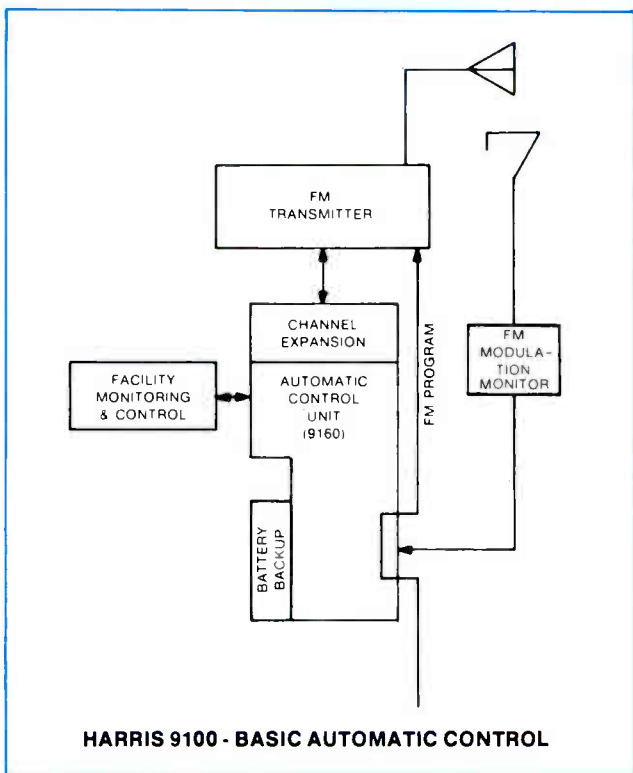 FM
TRANSMITTER
CHANNEL
EXPANSION
FACILITY
MONITORING
& CONTROL
AUTOMATIC
CONTROL
UNIT
(9160)
FM PROGRAM
FM
MODULA-
TION
MONITOR
BATTERY
BACKUP
HARRIS 9100 - BASIC AUTOMATIC CONTROL